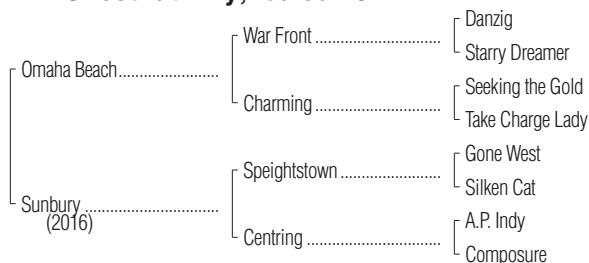 War Front
Danzig
Starry Dreamer
Omaha Beach
Charming
Seeking the Gold
Take Charge Lady
Sunbury
(2016)
Speightstown
Gone West
Silken Cat
Centring
A.P. Indy
Composure